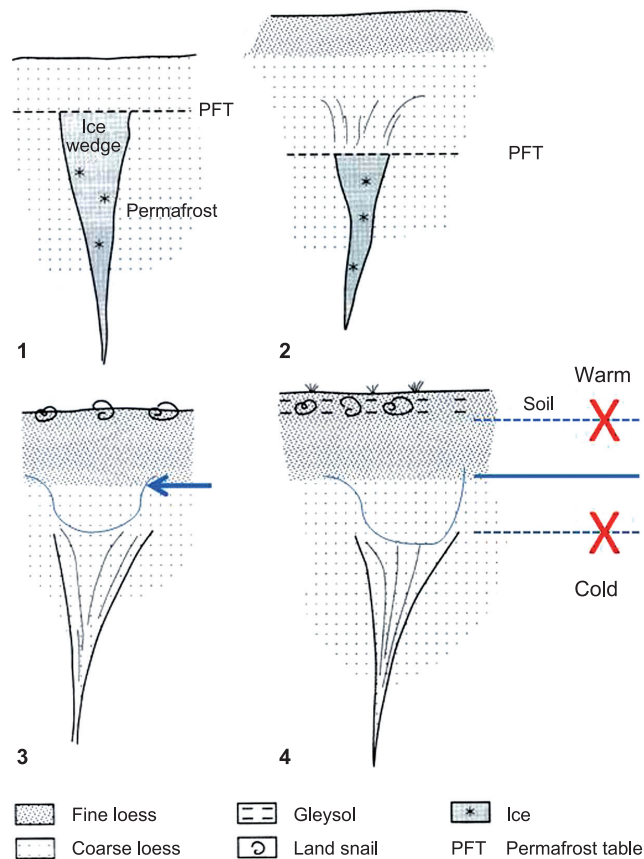 PFT
Ice
wedge
Permafrost
1
PFT
2
3
Soil
Warm
Cold
4
Fine loess
Gleysol
Ice
Coarse loess
Land snail
PFT Permafrost table